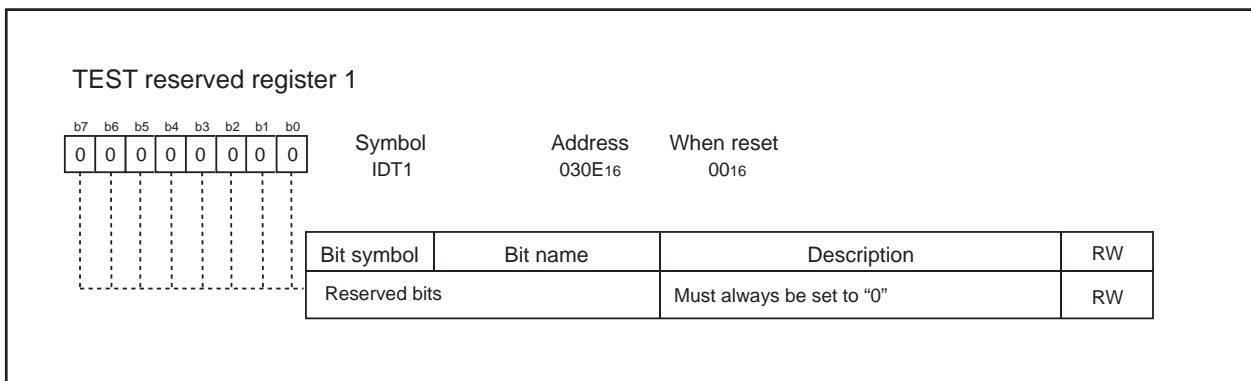 TEST reserved register 1
b7 b6 b5 b4 b3 b2 b1 b0
0 0 0 0 0 0 0 0
Symbol Address When reset
IDT1 030E16 0016
Bit symbol Bit name Description RW
Reserved bits Must always be set to “0” RW